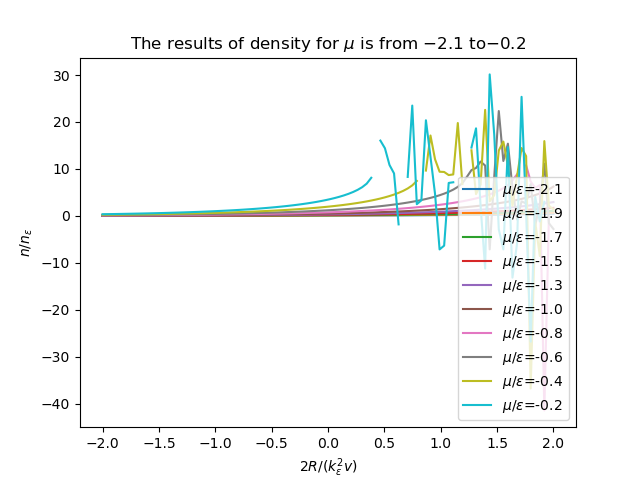 The results of density for μ is from −2.1 to−0.2
30
20
10
0
−10
−20
−30
−40
n/nε
−2.0 −1.5 −1.0 −0.5 0.0 0.5 1.0 1.5 2.0
2R/(k²εv)
μ/ε=-2.1
μ/ε=-1.9
μ/ε=-1.7
μ/ε=-1.5
μ/ε=-1.3
μ/ε=-1.0
μ/ε=-0.8
μ/ε=-0.6
μ/ε=-0.4
μ/ε=-0.2